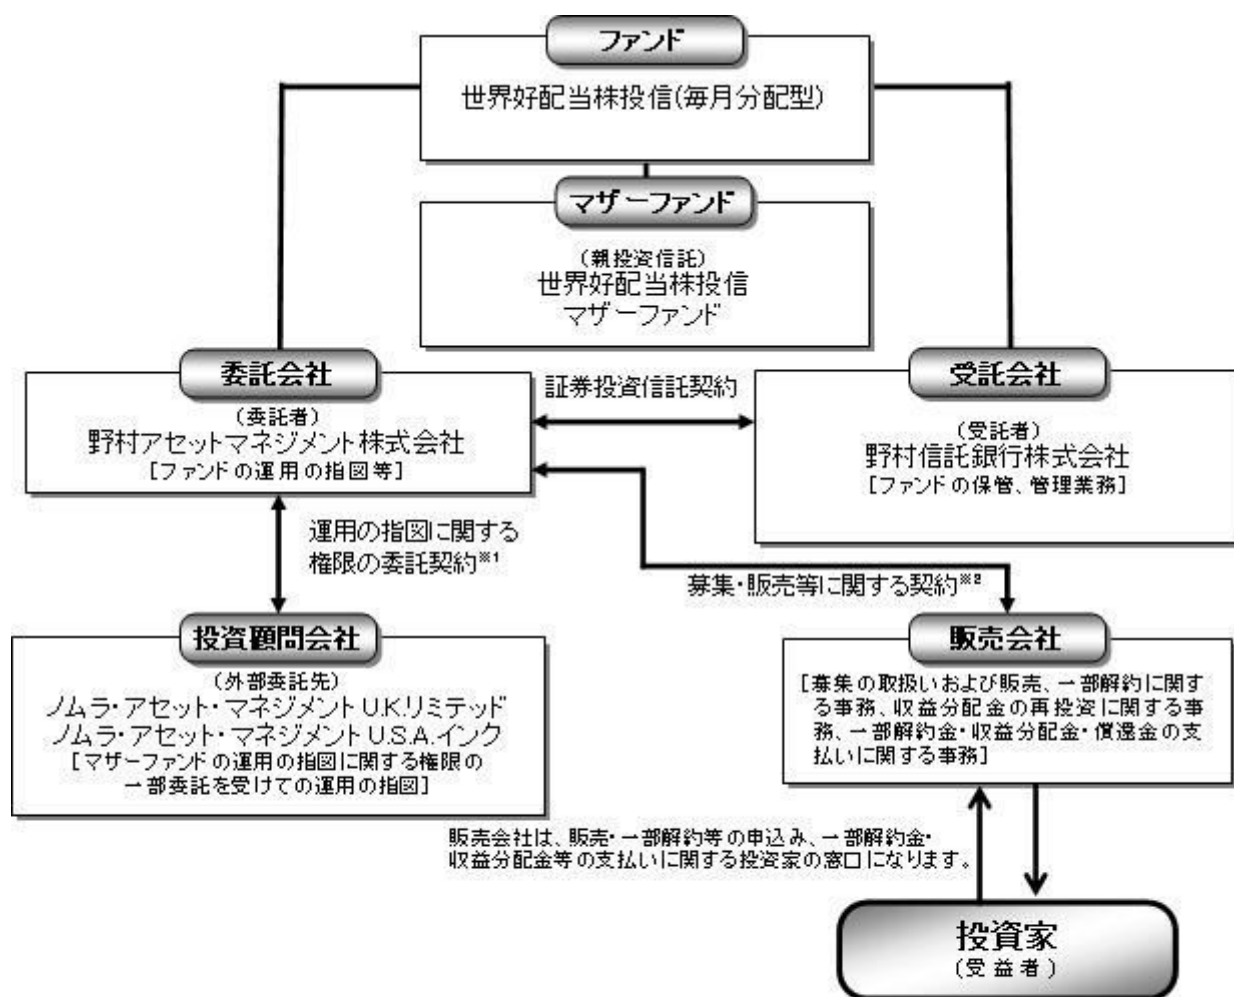 ファンド
世界好配当株投信(毎月分配型)
マザーファンド
(親投資信託)
世界好配当株投信
マザーファンド
委託会社
(委託者)
野村アセットマネジメント株式会社
[ファンドの運用の指図等]
証券投資信託契約
受託会社
(受託者)
野村信託銀行株式会社
[ファンドの保管、管理業務]
運用の指図に関する
権限の委託契約※1
募集・販売等に関する契約※2
投資顧問会社
(外部委託先)
ノムラ・アセット・マネジメント U.K.リミテッド
ノムラ・アセット・マネジメント U.S.A.インク
[マザーファンドの運用の指図に関する権限の
一部委託を受けての運用の指図]
販売会社
[募集の取扱いおよび販売、一部解約に関す
る事務、収益分配金の再投資に関する事
務、一部解約金・収益分配金・償還金の支
払いに関する事務]
販売会社は、販売・一部解約等の申込み、一部解約金・
収益分配金等の支払いに関する投資家の窓口になります。
投資家
(受益者)